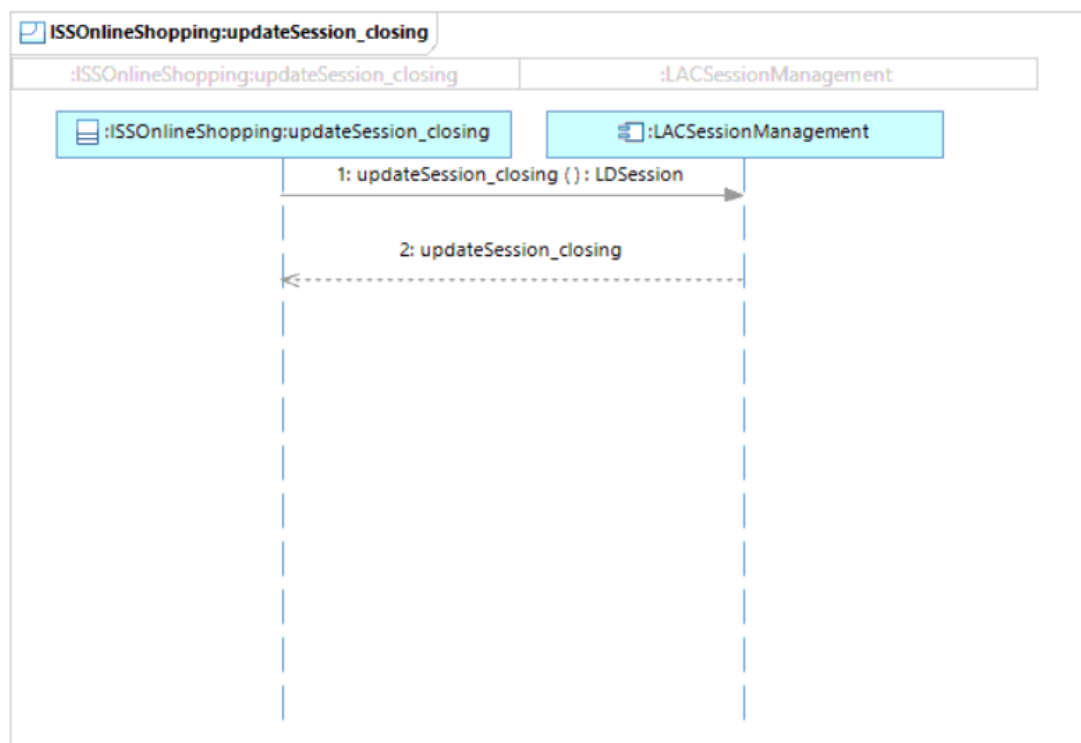 ISSOnlineShopping:updateSession_closing
:ISSOnlineShopping:updateSession_closing :LACSessionManagement
:ISSOnlineShopping:updateSession_closing :LACSessionManagement
1: updateSession_closing ( ) : LDSession
2: updateSession_closing